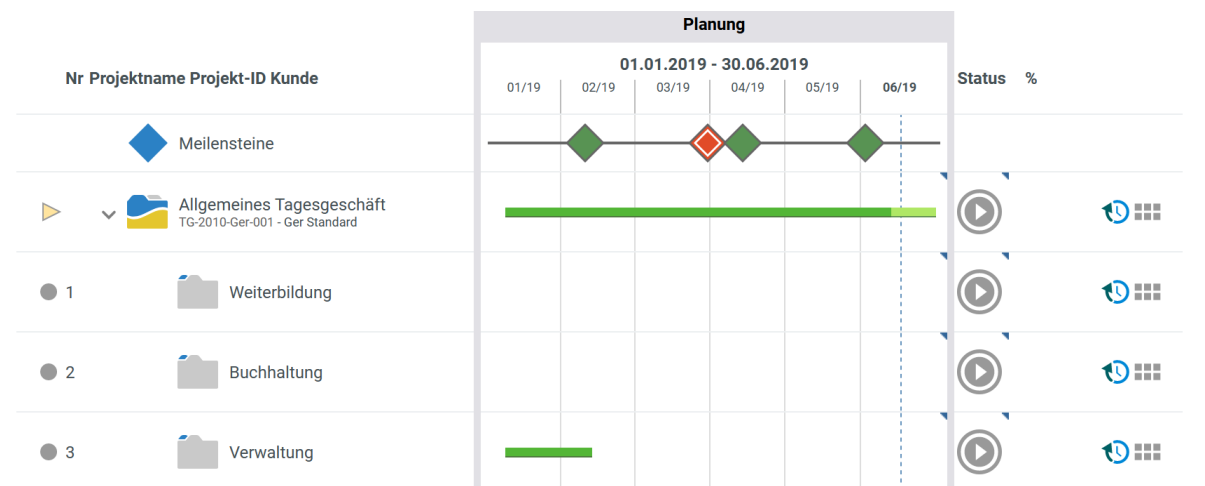 Planung
01.01.2019 - 30.06.2019
Nr Projektname Projekt-ID Kunde
Status %
01/19 02/19 03/19 04/19 05/19 06/19
Meilensteine
Allgemeines Tagesgeschäft
TG-2010-Ger-001 - Ger Standard
1 Weiterbildung
2 Buchhaltung
3 Verwaltung